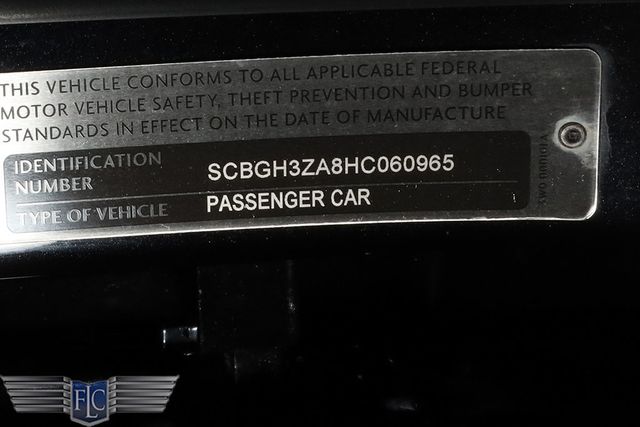 THIS VEHICLE CONFORMS TO ALL APPLICABLE FEDERAL
MOTOR VEHICLE SAFETY, THEFT PREVENTION AND BUMPER
STANDARDS IN EFFECT ON THE DATE OF MANUFACTURE
IDENTIFICATION
NUMBER
SCBGH3ZA8HC060965
TYPE OF VEHICLE
PASSENGER CAR
FLC